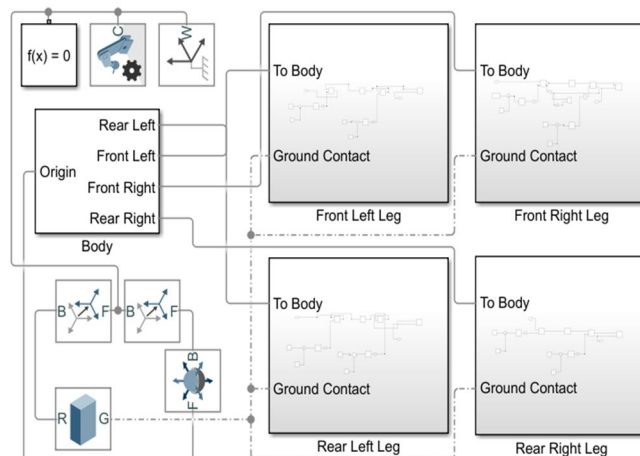 C
W
f(x) = 0
To Body
To Body
Rear Left
Front Left
Origin
Front Right
Rear Right
Body
Ground Contact
Ground Contact
Front Left Leg
Front Right Leg
B F B F
To Body
To Body
B
F
R G
Ground Contact
Ground Contact
Rear Left Leg
Rear Right Leg